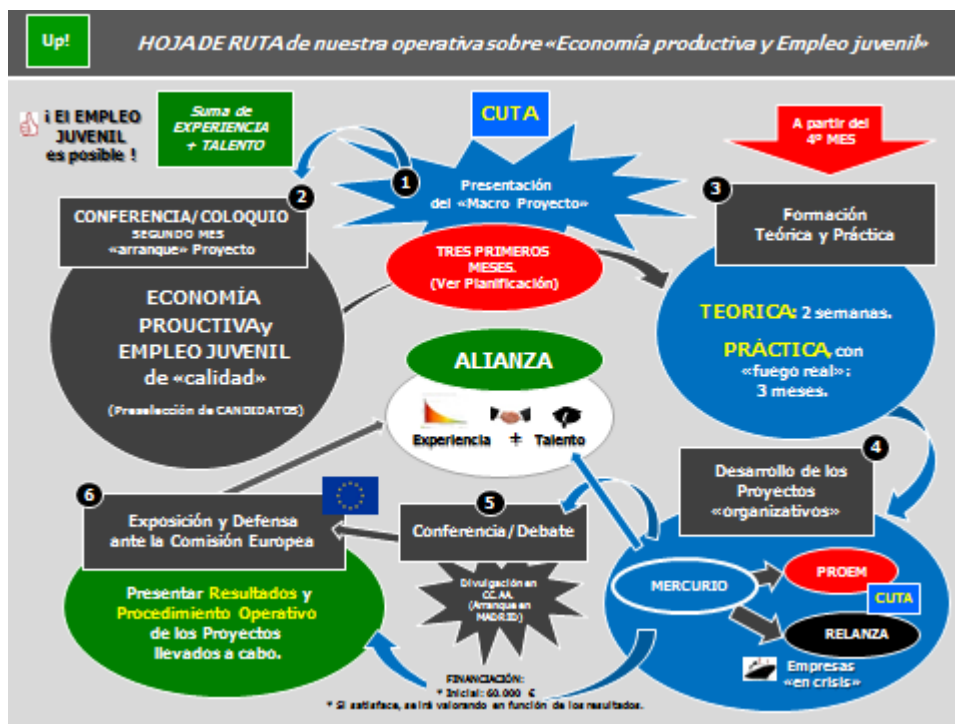 Up!
HOJA DE RUTA de nuestra operativa sobre «Economía productiva y Empleo juvenil»
¡ El EMPLEO
JUVENIL
es posible !
Suma de
EXPERIENCIA
+ TALENTO
CUTA
A partir del
4º MES
1
Presentación
del «Macro Proyecto»
TRES PRIMEROS
MESES.
(Ver Planificación)
2
CONFERENCIA/COLOQUIO
SEGUNDO MES
«arranque» Proyecto
ECONOMÍA
PROUCTIVAy
EMPLEO JUVENIL
de «calidad»
(Preselección de CANDIDATOS)
3
Formación
Teórica y Práctica
TEORICA: 2 semanas.
PRÁCTICA, con
«fuego real»:
3 meses.
ALIANZA
Experiencia + Talento
4
Desarrollo de los
Proyectos
«organizativos»
MERCURIO
PROEM
CUTA
RELANZA
Empresas
«en crisis»
5
Conferencia/Debate
Divulgación en
CC.AA.
(Arranque en
MADRID)
6
Exposición y Defensa
ante la Comisión Europea
Presentar Resultados y
Procedimiento Operativo
de los Proyectos
llevados a cabo.
FINANCIACIÓN:
* Inicial: 60.000 €
* Si satisface, se irá valorando en función de los resultados.